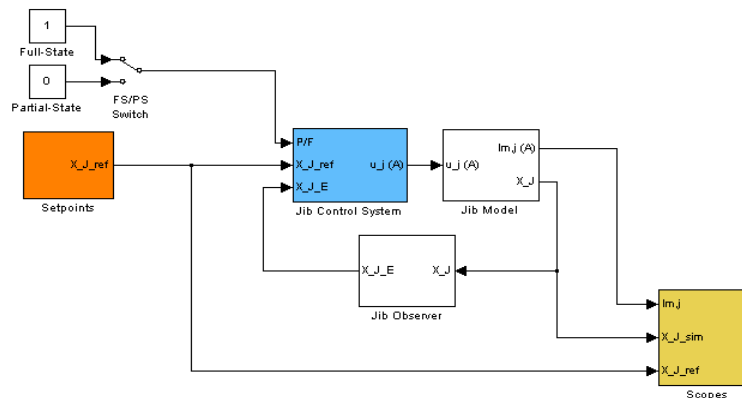 1
Full-State
0
Partial-State
FS/PS
Switch
X_J_ref
Setpoints
P/F
X_J_ref
X_J_E
u_j (A)
Jib Control System
u_j (A)
Im,j (A)
X_J
Jib Model
X_J_E
X_J
Jib Observer
Im,j
X_J_sim
X_J_ref
Scopes